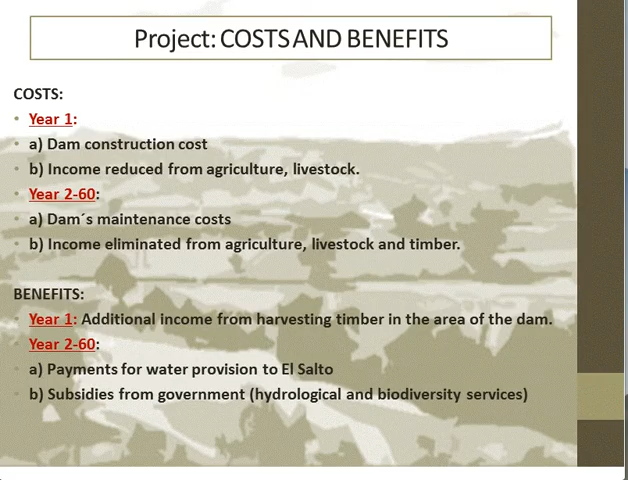 Project: COSTS AND BENEFITS
COSTS:
• Year 1:
• a) Dam construction cost
• b) Income reduced from agriculture, livestock.
• Year 2-60:
• a) Dam´s maintenance costs
• b) Income eliminated from agriculture, livestock and timber.
BENEFITS:
• Year 1: Additional income from harvesting timber in the area of the dam.
Year 2-60:
• a) Payments for water provision to El Salto
• b) Subsidies from government (hydrological and biodiversity services)